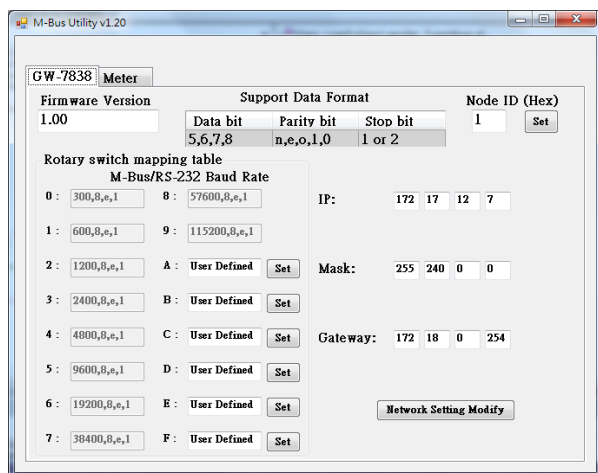 M-Bus Utility v1.20
GW-7838 Meter
Firmware Version
1.00
Support Data Format
Data bit Parity bit Stop bit
5,6,7,8 n,e,o,1,0 1 or 2
Node ID (Hex)
1 Set
Rotary switch mapping table
M-Bus/RS-232 Baud Rate
0 : 300,8,e,1 8 : 57600,8,e,1
1 : 600,8,e,1 9 : 115200,8,e,1
2 : 1200,8,e,1 A : User Defined Set
3 : 2400,8,e,1 B : User Defined Set
4 : 4800,8,e,1 C : User Defined Set
5 : 9600,8,e,1 D : User Defined Set
6 : 19200,8,e,1 E : User Defined Set
7 : 38400,8,e,1 F : User Defined Set
IP: 172 17 12 7
Mask: 255 240 0 0
Gateway: 172 18 0 254
Network Setting Modify